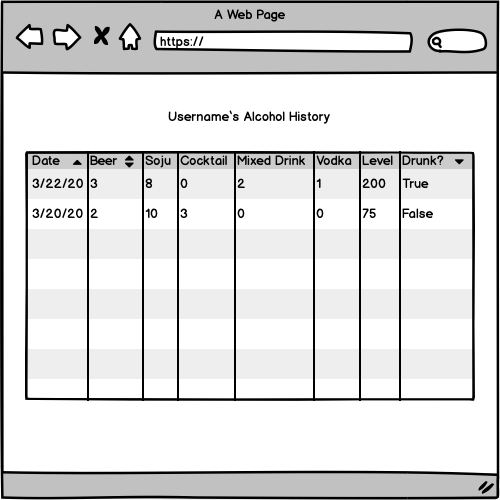 A Web Page
https://
Username's Alcohol History
Date Beer Soju Cocktail Mixed Drink Vodka Level Drunk?
3/22/20 3 8 0 2 1 200 True
3/20/20 2 10 3 0 0 75 False